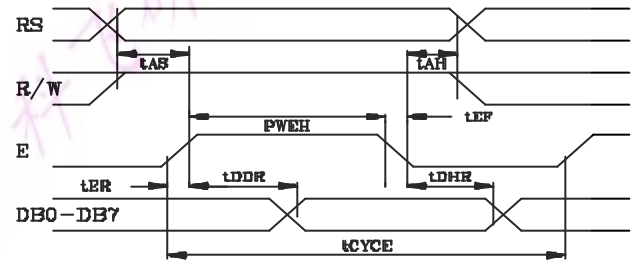 RS
tAS
tAH
R/W
PWEH
tEF
E
tER
tDDR
tDHR
DB0-DB7
tCYCE